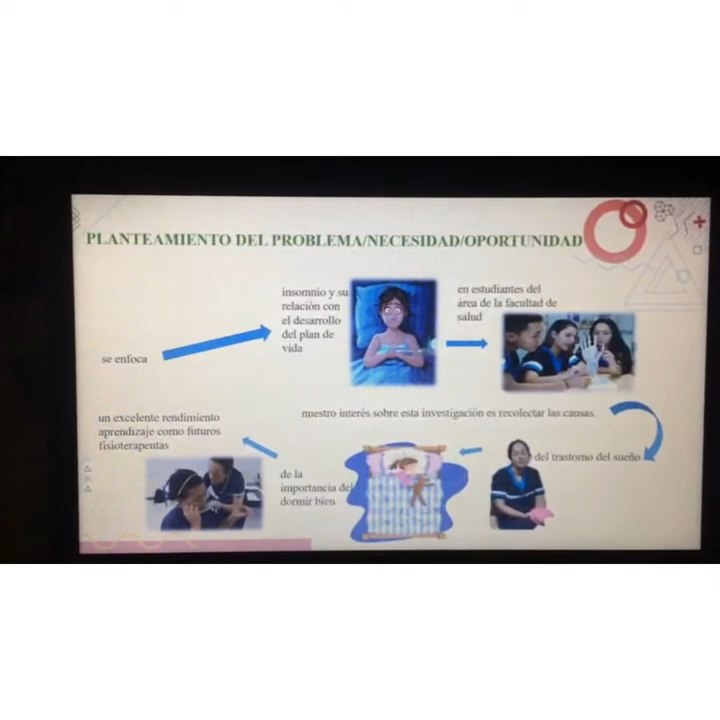 PLANTEAMIENTO DEL PROBLEMA/NECESIDAD/OPORTUNIDAD
se enfoca
insomnio y su
relación con
el desarrollo
del plan de
vida
en estudiantes del
área de la facultad de
salud
nuestro interés sobre esta investigación es recolectar las causas.
del trastorno del sueño
de la
importancia del
dormir bien
un excelente rendimiento
aprendizaje como futuros
fisioterapeutas